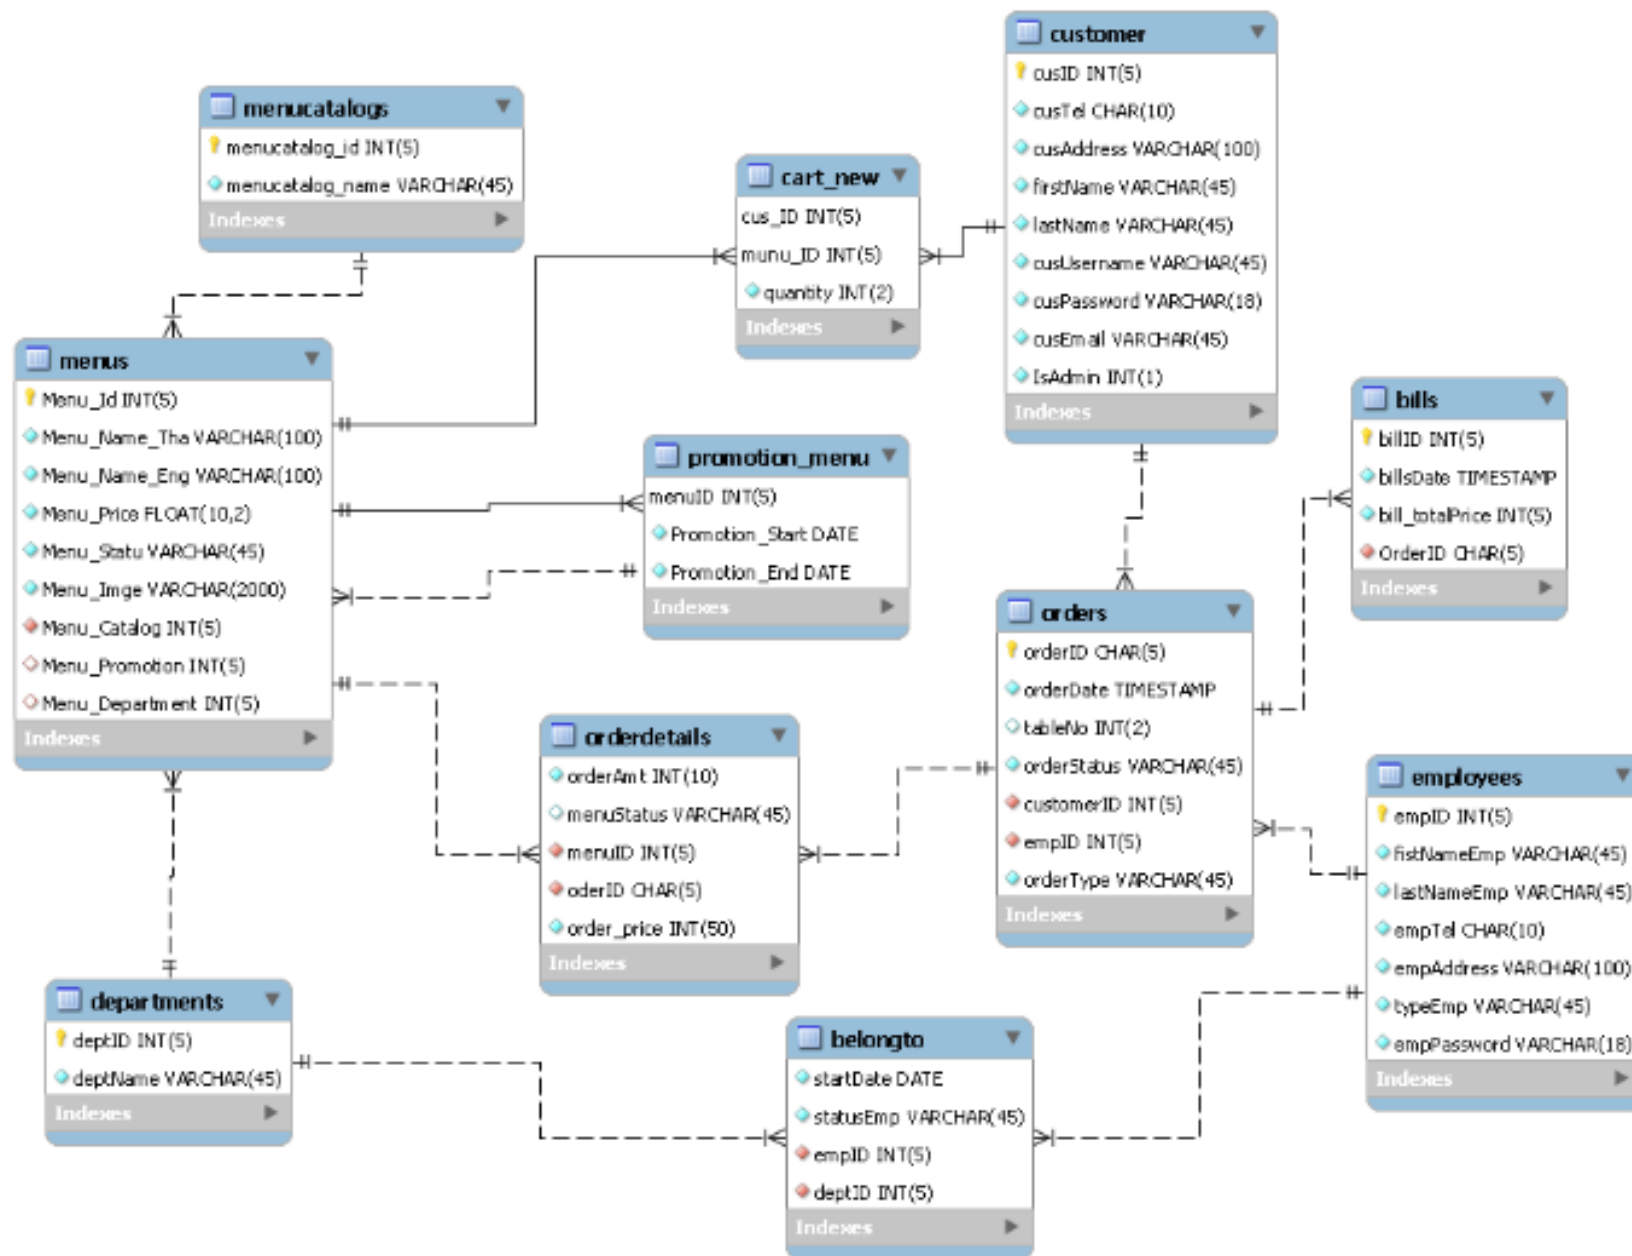 menucatalogs
menucatalog_id INT(5)
menucatalog_name VARCHAR(45)
Indexes
menus
Menu_Id INT(5)
Menu_Name_Tha VARCHAR(100)
Menu_Name_Eng VARCHAR(100)
Menu_Price FLOAT(10,2)
Menu_Statu VARCHAR(45)
Menu_Imge VARCHAR(2000)
Menu_Catalog INT(5)
Menu_Promotion INT(5)
Menu_Department INT(5)
Indexes
departments
deptID INT(5)
deptName VARCHAR(45)
Indexes
cart_new
cus_ID INT(5)
munu_ID INT(5)
quantity INT(2)
Indexes
promotion_menu
menuID INT(5)
Promotion_Start DATE
Promotion_End DATE
Indexes
orderdetails
orderAmt INT(10)
menuStatus VARCHAR(45)
menuID INT(5)
oderID CHAR(5)
order_price INT(50)
Indexes
belongto
startDate DATE
statusEmp VARCHAR(45)
empID INT(5)
deptID INT(5)
Indexes
customer
cusID INT(5)
cusTel CHAR(10)
cusAddress VARCHAR(100)
firstName VARCHAR(45)
lastName VARCHAR(45)
cusUsername VARCHAR(45)
cusPassword VARCHAR(18)
cusEmail VARCHAR(45)
IsAdmin INT(1)
Indexes
orders
orderID CHAR(5)
orderDate TIMESTAMP
tableNo INT(2)
orderStatus VARCHAR(45)
customerID INT(5)
empID INT(5)
orderType VARCHAR(45)
Indexes
bills
billID INT(5)
billsDate TIMESTAMP
bill_totalPrice INT(5)
OrderID CHAR(5)
Indexes
employees
empID INT(5)
fistNameEmp VARCHAR(45)
lastNameEmp VARCHAR(45)
empTel CHAR(10)
empAddress VARCHAR(100)
typeEmp VARCHAR(45)
empPassword VARCHAR(18)
Indexes